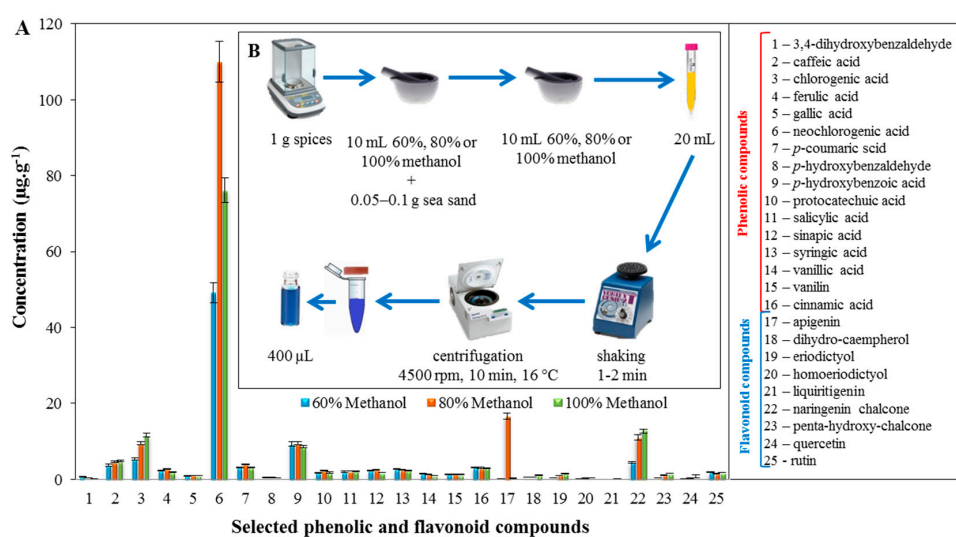 A
120
100
80
60
40
20
0
Concentration (µg.g-1)
B
1 g spices
10 mL 60%, 80% or
100% methanol
+
0.05–0.1 g sea sand
10 mL 60%, 80% or
100% methanol
20 mL
400 µL
centrifugation
4500 rpm, 10 min, 16 °C
shaking
1-2 min
60% Methanol 80% Methanol 100% Methanol
1 2 3 4 5 6 7 8 9 10 11 12 13 14 15 16 17 18 19 20 21 22 23 24 25
Selected phenolic and flavonoid compounds
Phenolic compounds
1 – 3,4-dihydroxybenzaldehyde
2 – caffeic acid
3 – chlorogenic acid
4 – ferulic acid
5 – gallic acid
6 – neochlorogenic acid
7 – p-coumaric scid
8 – p-hydroxybenzaldehyde
9 – p-hydroxybenzoic acid
10 – protocatechuic acid
11 – salicylic acid
12 – sinapic acid
13 – syringic acid
14 – vanillic acid
15 – vanilin
16 – cinnamic acid
Flavonoid compounds
17 – apigenin
18 – dihydro-caempherol
19 – eriodictyol
20 – homoeriodictyol
21 – liquiritigenin
22 – naringenin chalcone
23 – penta-hydroxy-chalcone
24 – quercetin
25 - rutin